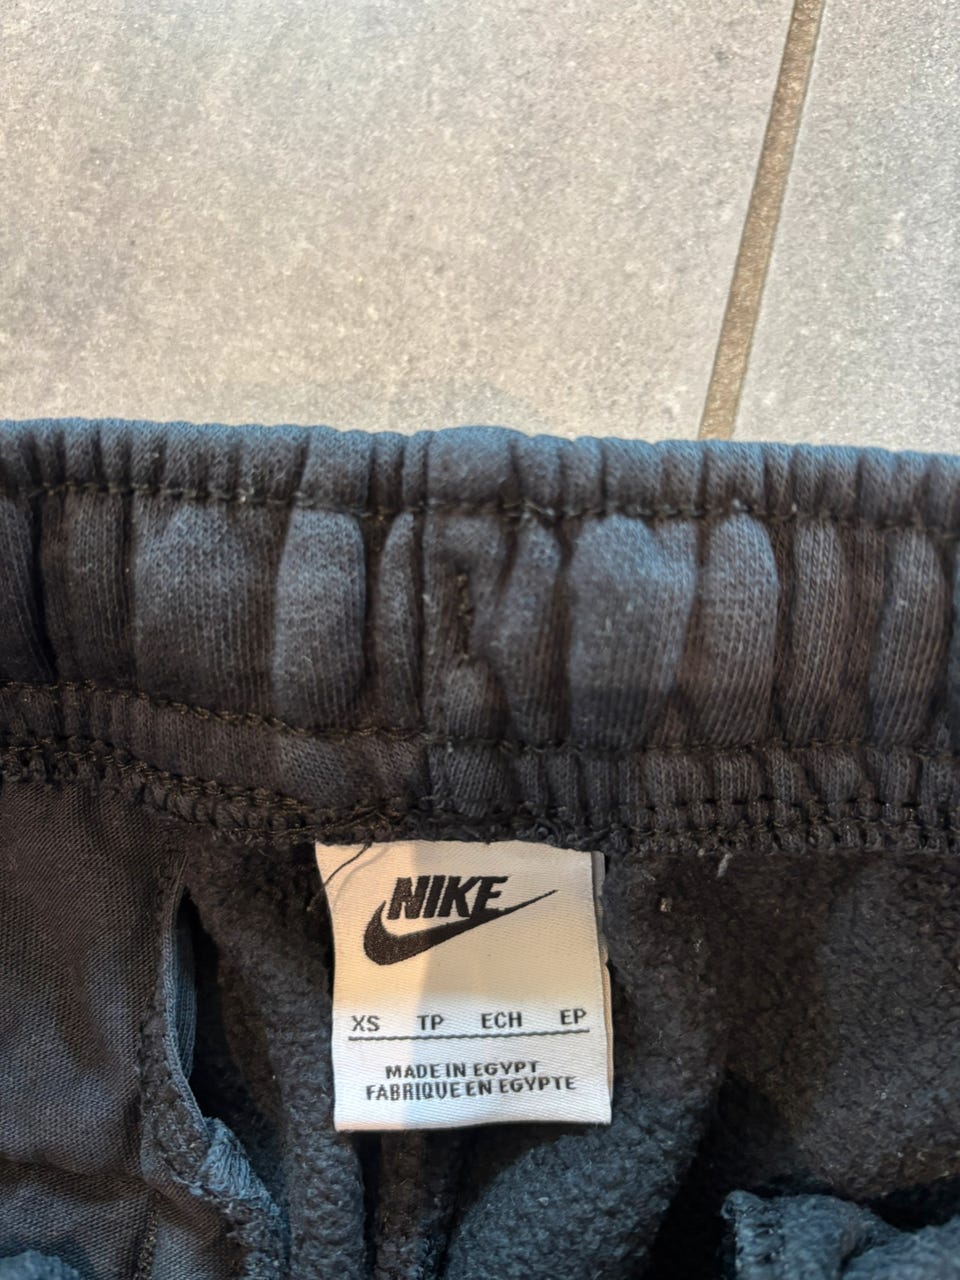 NIKE
XS TP ECH EP
MADE IN EGYPT
FABRIQUE EN EGYPTE